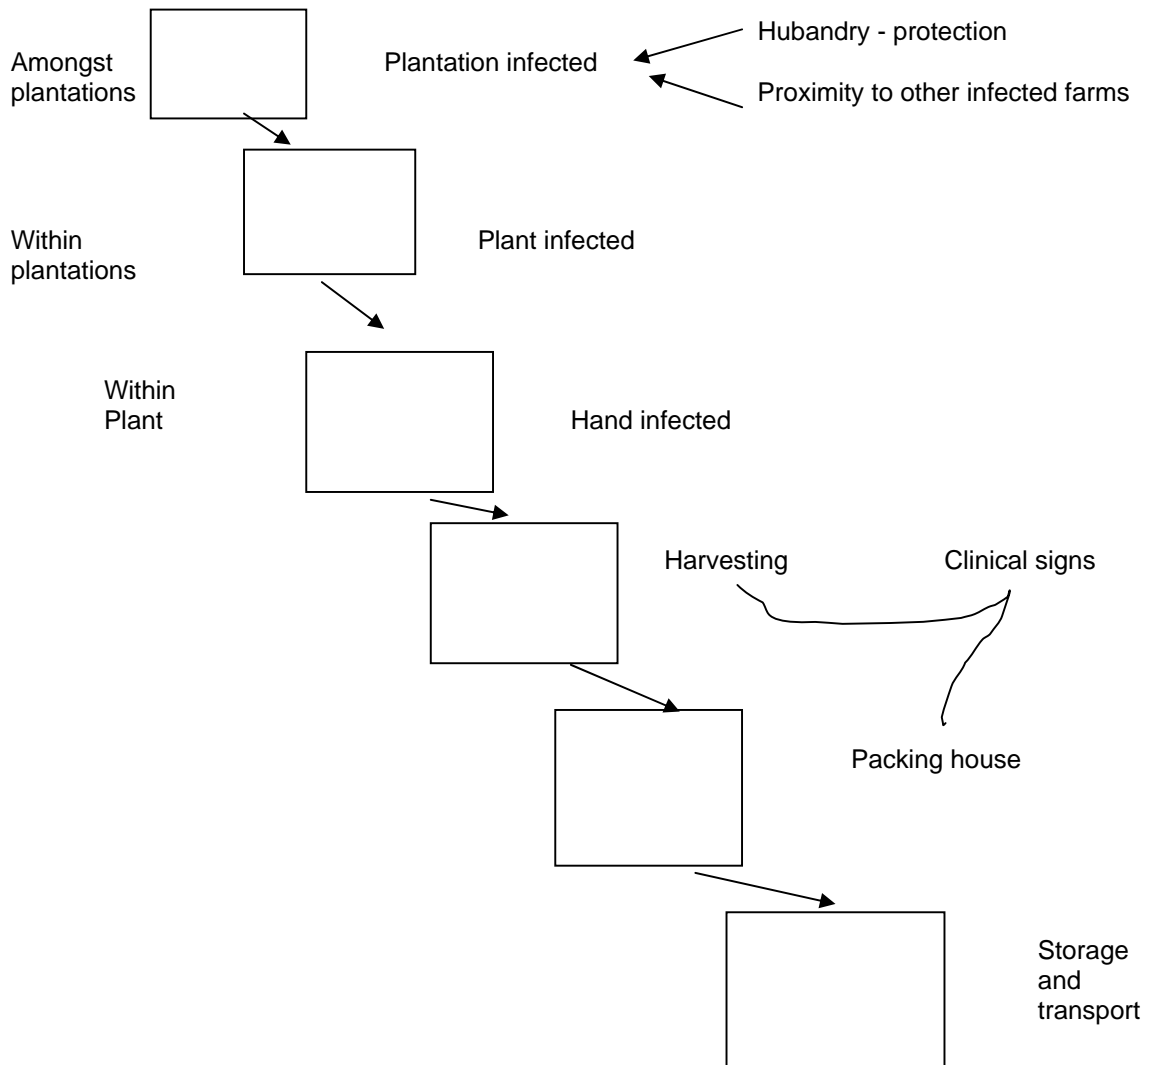 Hubandry - protection
Amongst
plantations
Plantation infected
Proximity to other infected farms
Within
plantations
Plant infected
Within
Plant
Hand infected
Harvesting
Clinical signs
Packing house
Storage
and
transport